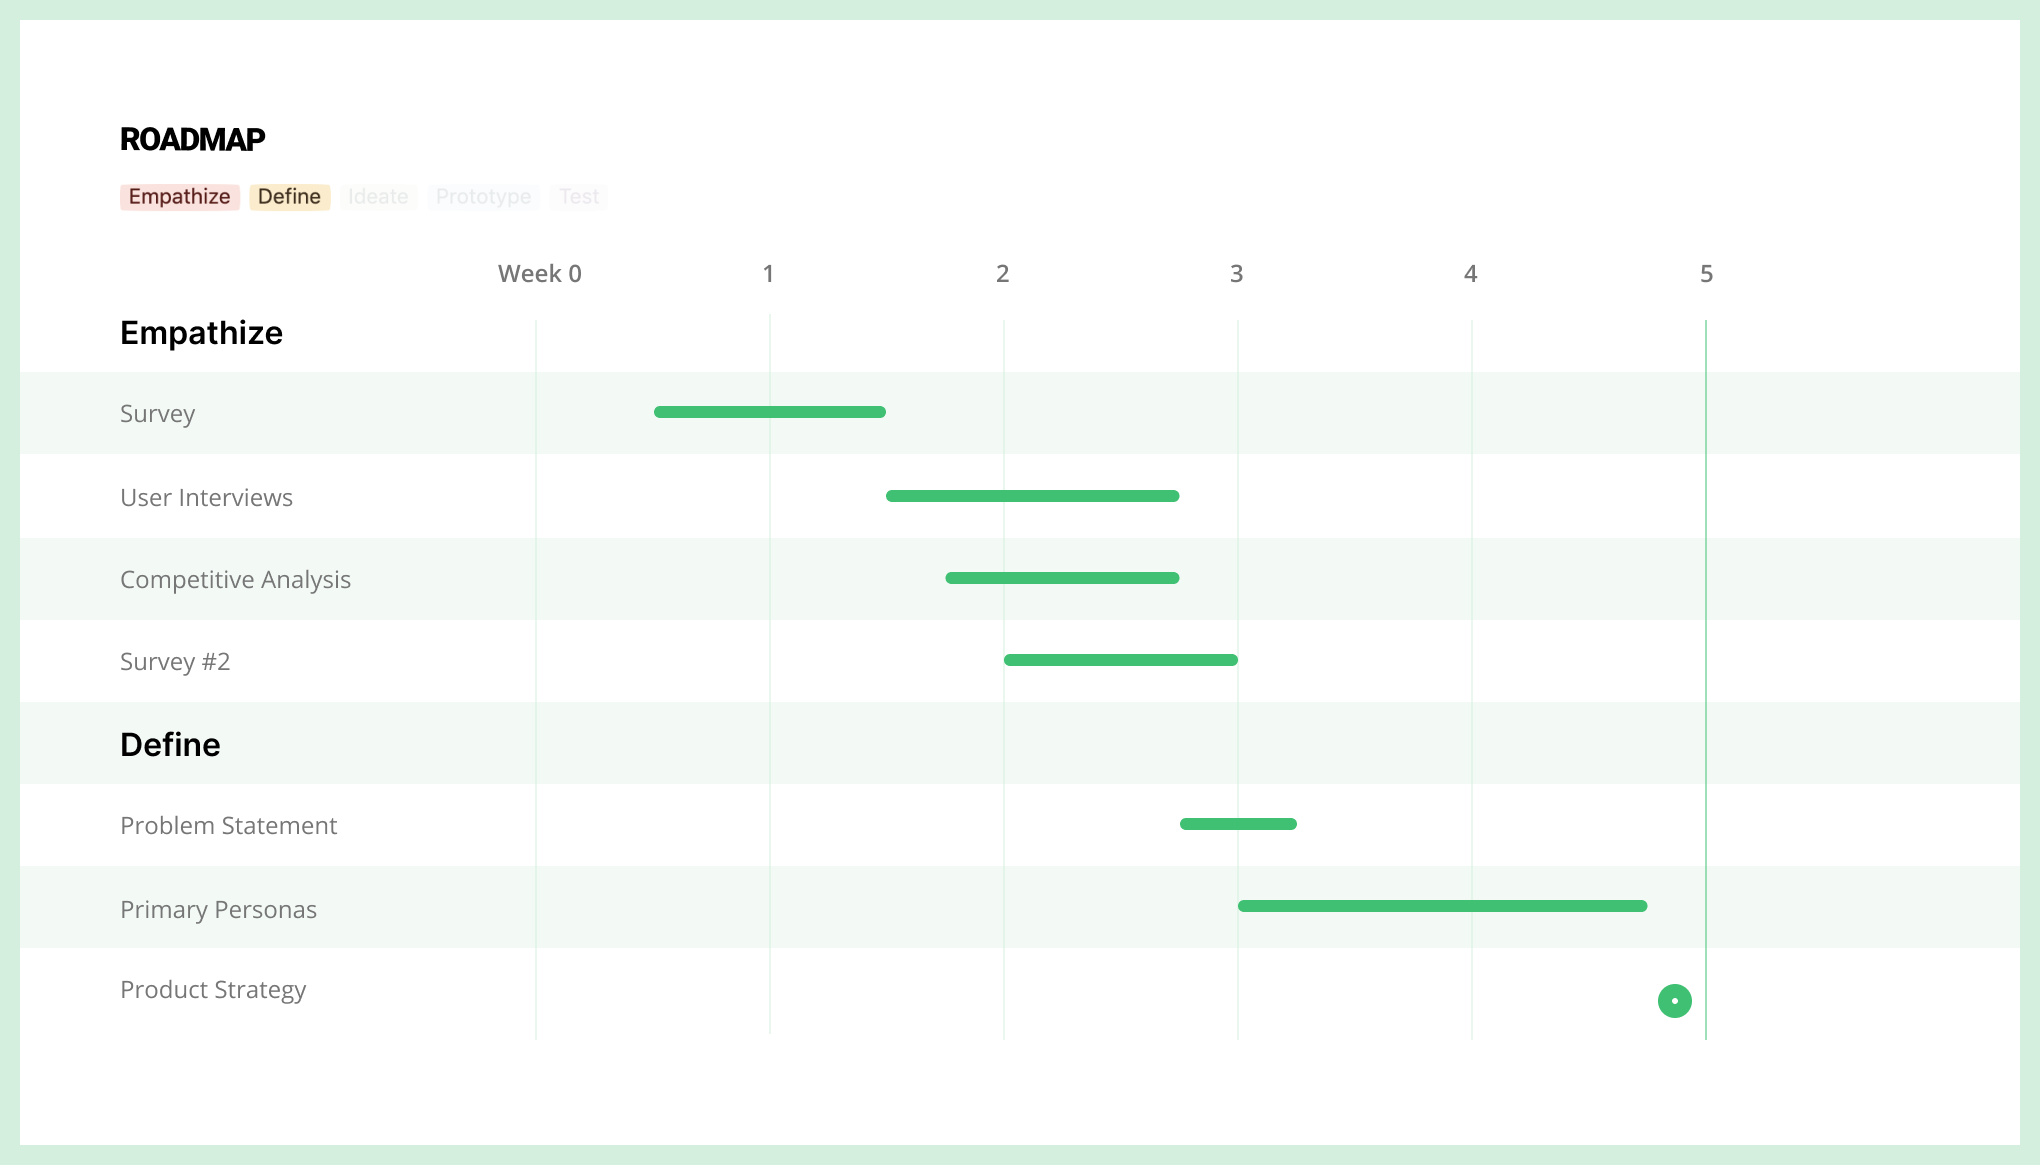 ROADMAP
Empathize Define Ideate Prototype Test
Week 0 1 2 3 4 5
Empathize
Survey
User Interviews
Competitive Analysis
Survey #2
Define
Problem Statement
Primary Personas
Product Strategy